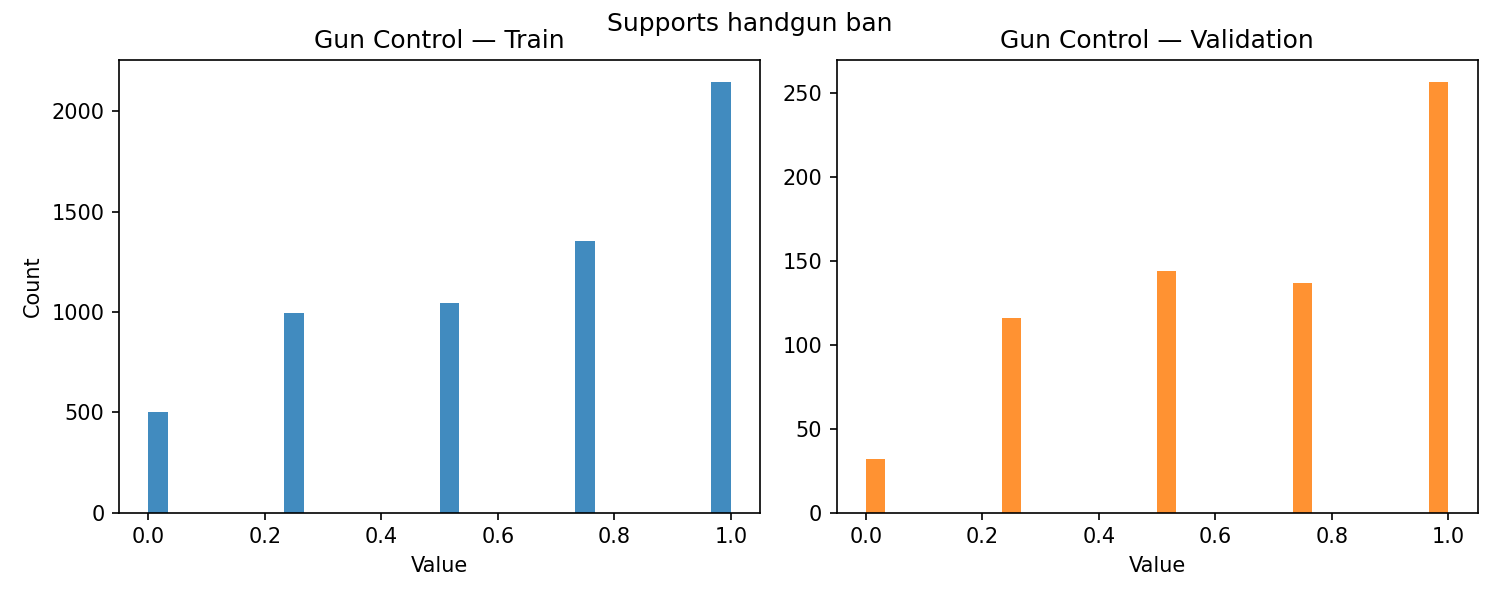 Supports handgun ban
Gun Control — Train
Count
2000
1500
1000
500
0
0.0 0.2 0.4 0.6 0.8 1.0
Value
Gun Control — Validation
250
200
150
100
50
0
0.0 0.2 0.4 0.6 0.8 1.0
Value